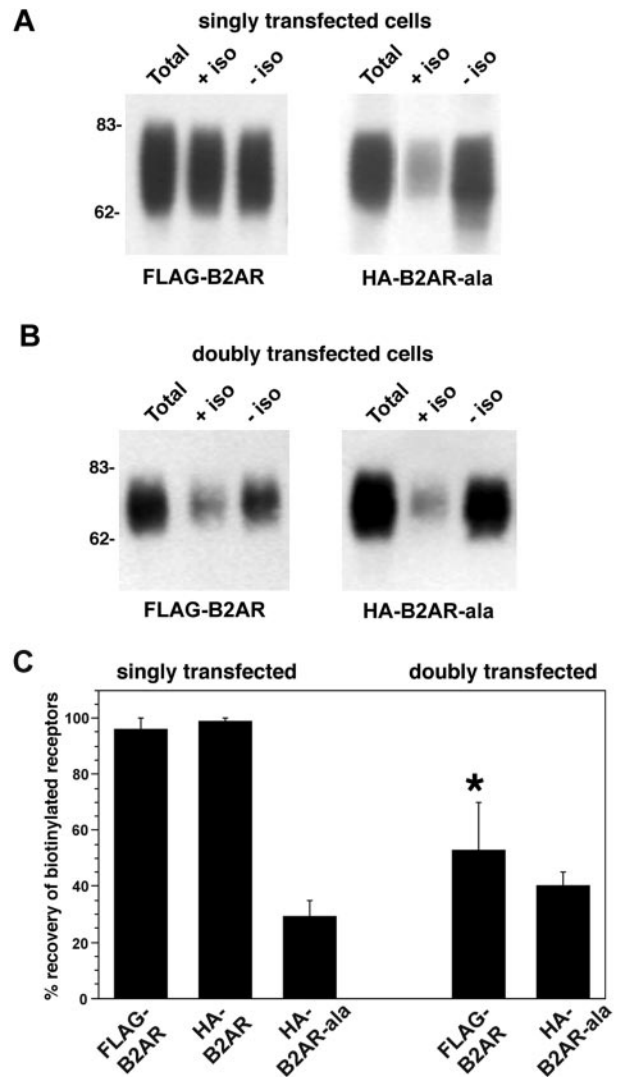 A
singly transfected cells
Total + iso - iso Total + iso - iso
83-
62-
FLAG-B2AR HA-B2AR-ala
B
doubly transfected cells
Total + iso - iso Total + iso - iso
83-
62-
FLAG-B2AR HA-B2AR-ala
C
singly transfected doubly transfected
% recovery of biotinylated receptors
100
80
60
40
20
0
*
FLAG-
B2AR
HA-
B2AR
HA-
B2AR-ala
FLAG-
B2AR
HA-
B2AR-ala